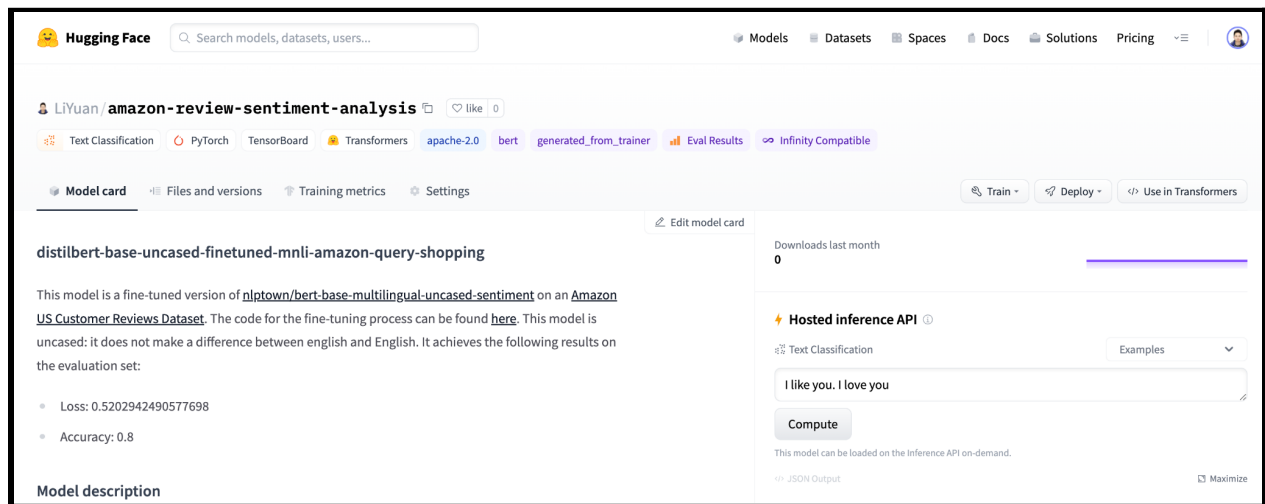 Hugging Face
Search models, datasets, users...
Models
Datasets
Spaces
Docs
Solutions
Pricing
LiYuan/amazon-review-sentiment-analysis
like 0
Text Classification
PyTorch
TensorBoard
Transformers
apache-2.0
bert
generated_from_trainer
Eval Results
Infinity Compatible
Model card
Files and versions
Training metrics
Settings
Train
Deploy
</> Use in Transformers
Edit model card
distilbert-base-uncased-finetuned-mnli-amazon-query-shopping
This model is a fine-tuned version of nlptown/bert-base-multilingual-uncased-sentiment on an Amazon
US Customer Reviews Dataset. The code for the fine-tuning process can be found here. This model is
uncased: it does not make a difference between english and English. It achieves the following results on
the evaluation set:
Loss: 0.5202942490577698
Accuracy: 0.8
Model description
Downloads last month
0
Hosted inference API
Text Classification
Examples
I like you. I love you
Compute
This model can be loaded on the Inference API on-demand.
</> JSON Output
Maximize